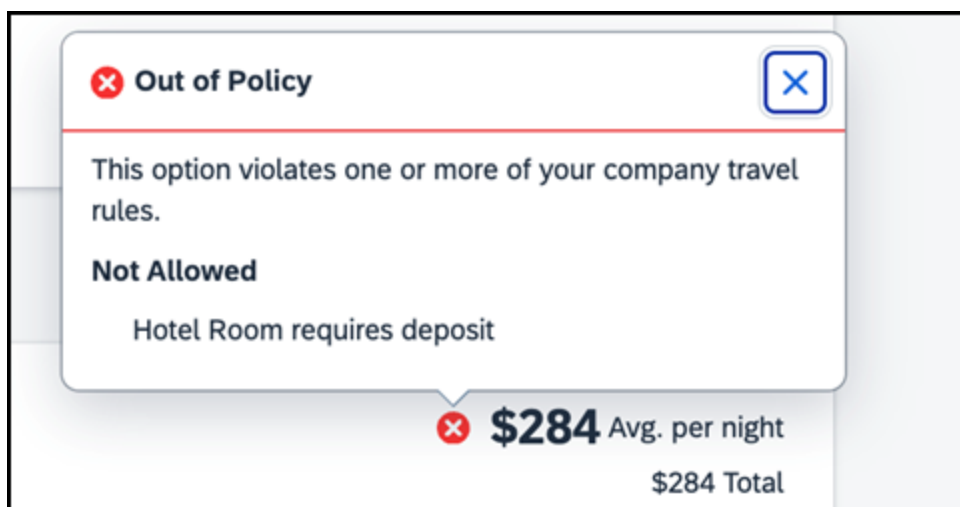 Out of Policy
This option violates one or more of your company travel
rules.
Not Allowed
Hotel Room requires deposit
$284 Avg. per night
$284 Total